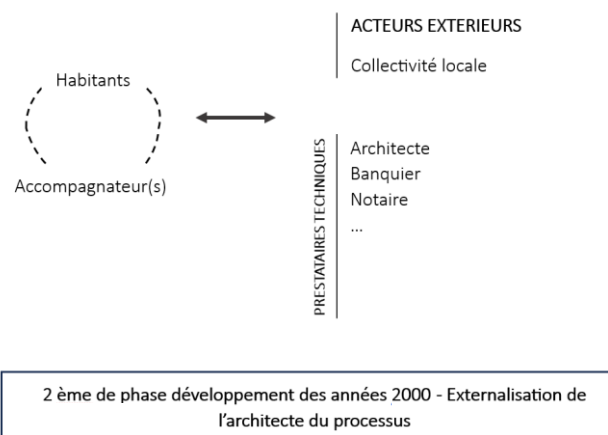 ACTEURS EXTERIEURS
Collectivité locale
Habitants
Accompagnateur(s)
PRESTATAIRES TECHNIQUES
Architecte
Banquier
Notaire
...
2 ème de phase développement des années 2000 - Externalisation de
l'architecte du processus